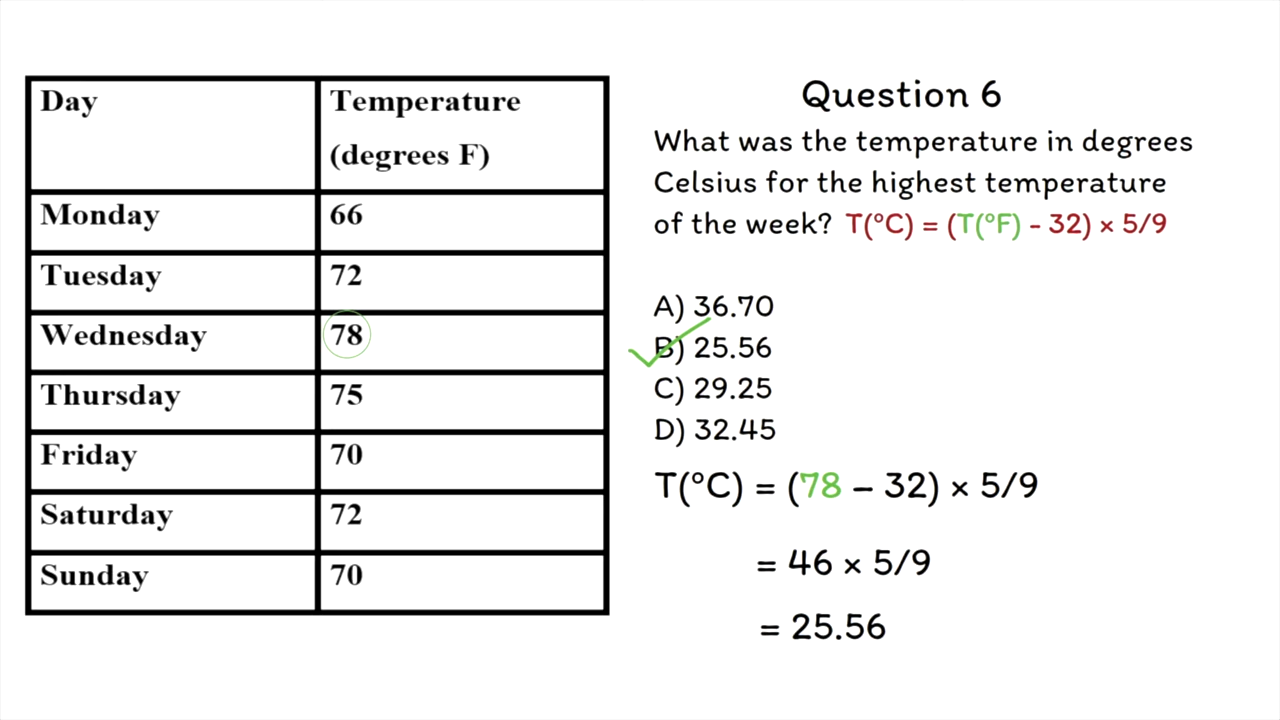 Day Temperature
(degrees F)
Monday 66
Tuesday 72
Wednesday 78
Thursday 75
Friday 70
Saturday 72
Sunday 70
Question 6
What was the temperature in degrees
Celsius for the highest temperature
of the week? T(°C) = (T(°F) - 32) × 5/9
A) 36.70
B) 25.56
C) 29.25
D) 32.45
T(°C) = (78 – 32) × 5/9
= 46 × 5/9
= 25.56